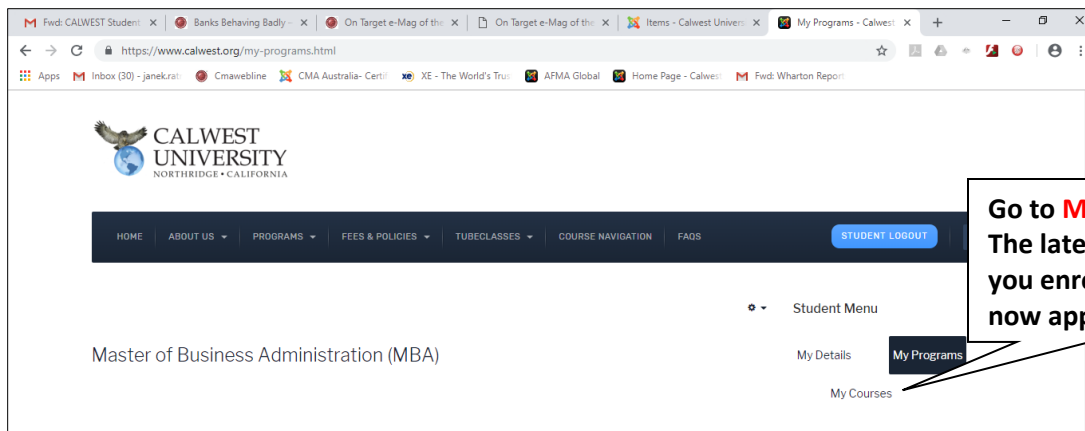 Fwd: CALWEST Student
Banks Behaving Badly –
On Target e-Mag of the
On Target e-Mag of the
Items - Calwest Univers
My Programs - Calwest
https://www.calwest.org/my-programs.html
Apps
Inbox (30) - janek.rat
Cmawebline
CMA Australia- Certif
XE - The World's Trus
AFMA Global
Home Page - Calwest
Fwd: Wharton Report
CALWEST
UNIVERSITY
NORTHRIDGE • CALIFORNIA
HOME
ABOUT US
PROGRAMS
FEES & POLICIES
TUBECLASSES
COURSE NAVIGATION
FAQS
STUDENT LOGOUT
Go to M
The late
you enr
now app
Student Menu
Master of Business Administration (MBA)
My Details
My Programs
My Courses